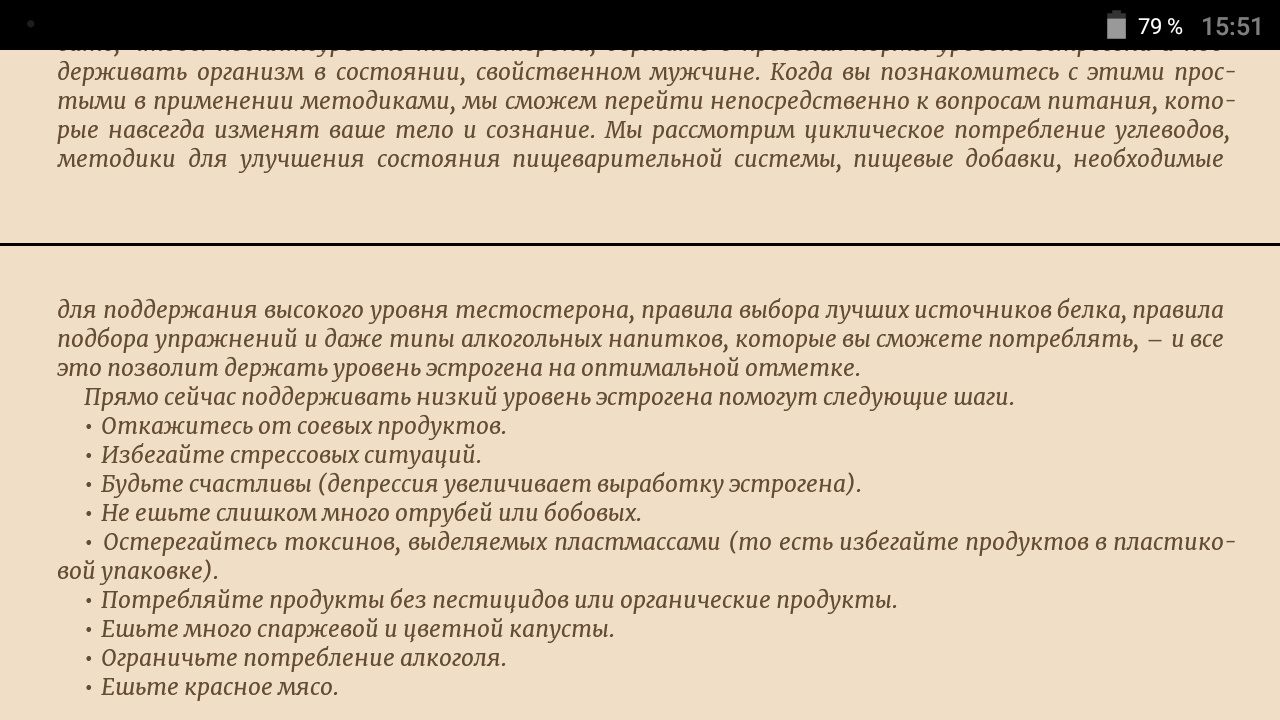 79 % 15:51
держивать организм в состоянии, свойственном мужчине. Когда вы познакомитесь с этими прос-
тыми в применении методиками, мы сможем перейти непосредственно к вопросам питания, кото-
рые навсегда изменят ваше тело и сознание. Мы рассмотрим циклическое потребление углеводов,
методики для улучшения состояния пищеварительной системы, пищевые добавки, необходимые
для поддержания высокого уровня тестостерона, правила выбора лучших источников белка, правила
подбора упражнений и даже типы алкогольных напитков, которые вы сможете потреблять, – и все
это позволит держать уровень эстрогена на оптимальной отметке.
Прямо сейчас поддерживать низкий уровень эстрогена помогут следующие шаги.
• Откажитесь от соевых продуктов.
• Избегайте стрессовых ситуаций.
• Будьте счастливы (депрессия увеличивает выработку эстрогена).
• Не ешьте слишком много отрубей или бобовых.
• Остерегайтесь токсинов, выделяемых пластмассами (то есть избегайте продуктов в пластико-
вой упаковке).
• Потребляйте продукты без пестицидов или органические продукты.
• Ешьте много спаржевой и цветной капусты.
• Ограничьте потребление алкоголя.
• Ешьте красное мясо.